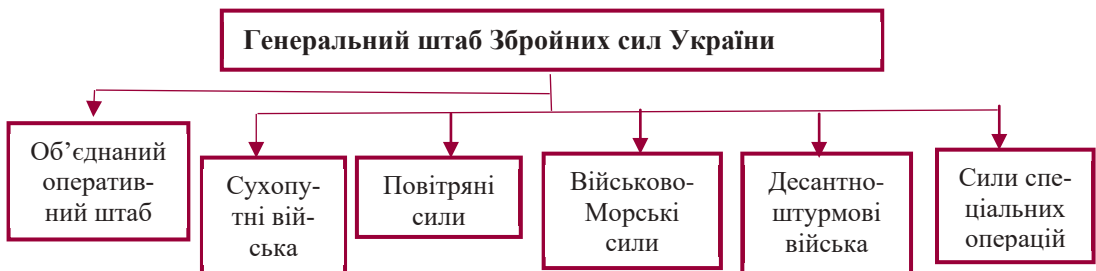 Генеральний штаб Збройних сил України
Об’єднаний
оператив-
ний штаб
Сухопу-
тні вій-
ська
Повітряні
сили
Військово-
Морські
сили
Десантно-
штурмові
війська
Сили спе-
ціальних
операцій